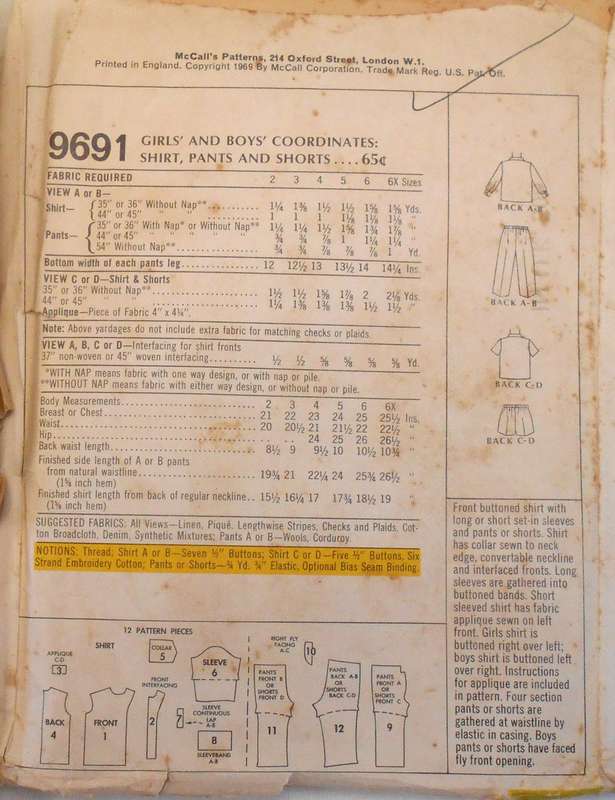 McCall's Patterns, 214 Oxford Street, London W.1.
Printed in England. Copyright 1969 By McCall Corporation. Trade Mark Reg. U.S. Pat. Off.
9691 GIRLS' AND BOYS' COORDINATES:
SHIRT, PANTS AND SHORTS .... 65¢
FABRIC REQUIRED 2 3 4 5 6 6X Sizes
VIEW A or B—
Shirt— 35" or 36" Without Nap** 1¼ 1⅜ 1½ 1½ 1⅝ 1⅝ Yds.
44" or 45" " " 1 1 1 1⅛ 1⅛ 1⅛ "
Pants— 35" or 36" With Nap* or Without Nap** 1¼ 1¼ 1½ 1⅝ 1¾ 1⅞ "
44" or 45" " " " " ¾ ¾ ⅞ 1 1¼ 1¼ "
54" Without Nap** ¾ ¾ ⅞ ⅞ ⅞ 1 Yd.
Bottom width of each pants leg 12 12½ 13 13½ 14 14¼ Ins.
VIEW C or D—Shirt & Shorts
35" or 36" Without Nap** 1½ 1½ 1⅝ 1⅞ 2 2⅛ Yds.
44" or 45" " " 1¼ 1⅜ 1⅜ 1⅜ 1½ 1½ "
Applique—Piece of Fabric 4" x 4¼".
Note: Above yardages do not include extra fabric for matching checks or plaids.
VIEW A, B, C or D—Interfacing for shirt fronts
37" non-woven or 45" woven interfacing ½ ½ ⅝ ⅝ ⅝ ⅝ Yd.
*WITH NAP means fabric with one way design, or with nap or pile.
**WITHOUT NAP means fabric with either way design, or without nap or pile.
Body Measurements 2 3 4 5 6 6X
Breast or Chest 21 22 23 24 25 25½ Ins.
Waist 20 20½ 21 21½ 22 22½ "
Hip .. .. 24 25 26 26½ "
Back waist length 8½ 9 9½ 10 10½ 10¾ "
Finished side length of A or B pants
from natural waistline 19¾ 21 22¼ 24 25¾ 26½ "
(1⅝ inch hem)
Finished shirt length from back of regular neckline 15½ 16¼ 17 17¾ 18½ 19 "
(1⅝ inch hem)
SUGGESTED FABRICS: All Views—Linen, Piqué, Lengthwise Stripes, Checks and Plaids, Cot-
ton Broadcloth, Denim, Synthetic Mixtures; Pants A or B—Wools, Corduroy.
NOTIONS: Thread; Shirt A or B—Seven ½" Buttons; Shirt C or D—Five ½" Buttons, Six
Strand Embroidery Cotton; Pants or Shorts—¾ Yd. ¾" Elastic, Optional Bias Seam Binding.
BACK A-B
BACK A-B
BACK C-D
BACK C-D
Front buttoned shirt with
long or short set-in sleeves
and pants or shorts. Shirt
has collar sewn to neck
edge, convertable neckline
and interfaced fronts. Long
sleeves are gathered into
buttoned bands. Short
sleeved shirt has fabric
applique sewn on left
front. Girls shirt is
buttoned right over left;
boys shirt is buttoned left
over right. Instructions
for applique are included
in pattern. Four section
pants or shorts are
gathered at waistline by
elastic in casing. Boys
pants or shorts have faced
fly front opening.
12 PATTERN PIECES
SHIRT
APPLIQUE
C-D
3
COLLAR
5
SLEEVE
6
RIGHT FLY
FACING
A-C
10
BACK
4
FRONT
1
FRONT
INTERFACING
2
7
SLEEVE
CONTINUOUS
LAP
A-B
8
SLEEVEBAND
A-B
PANTS
FRONT B
OR
SHORTS
FRONT D
11
PANTS
BACK A-B
OR
SHORTS
BACK C-D
12
PANTS
FRONT A
OR
SHORTS
FRONT C
9